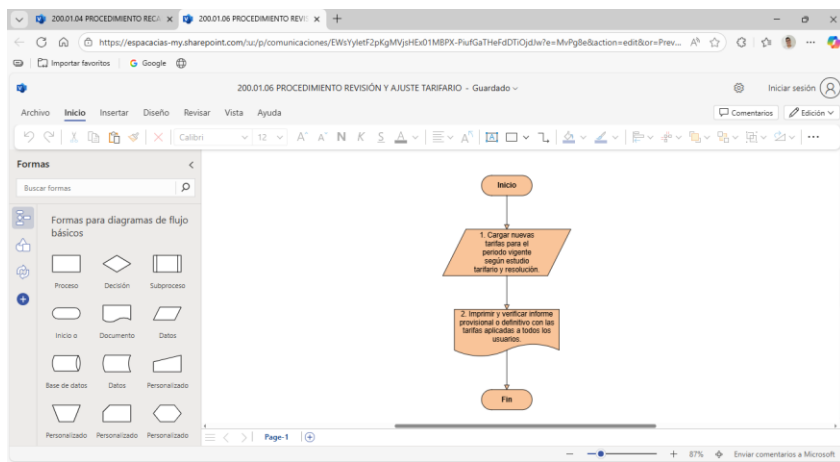 200.01.04 PROCEDIMIENTO RECA
200.01.06 PROCEDIMIENTO REVI
https://espacacias-my.sharepoint.com/:u:/p/comunicaciones/EWsYyletF2pKgMVjsHEx01MBPX-PiufGaTHeFdDTiOjdJw?e=MvPg8e&action=edit&or=Prev...
Importar favoritos
Google
200.01.06 PROCEDIMIENTO REVISIÓN Y AJUSTE TARIFARIO - Guardado
Iniciar sesión
Archivo Inicio Insertar Diseño Revisar Vista Ayuda
Comentarios
Edición
Calibri
12
N K S A
Formas
Buscar formas
Formas para diagramas de flujo
básicos
Proceso Decisión Subproceso
Inicio o Documento Datos
Base de datos Datos Personalizado
Personalizado Personalizado Personalizado
Inicio
1. Cargar nuevas
tarifas para el
periodo vigente
según estudio
tarifario y resolución.
2. Imprimir y verificar informe
provisional o definitivo con las
tarifas aplicadas a todos los
usuarios.
Fin
Page-1
87%
Enviar comentarios a Microsoft